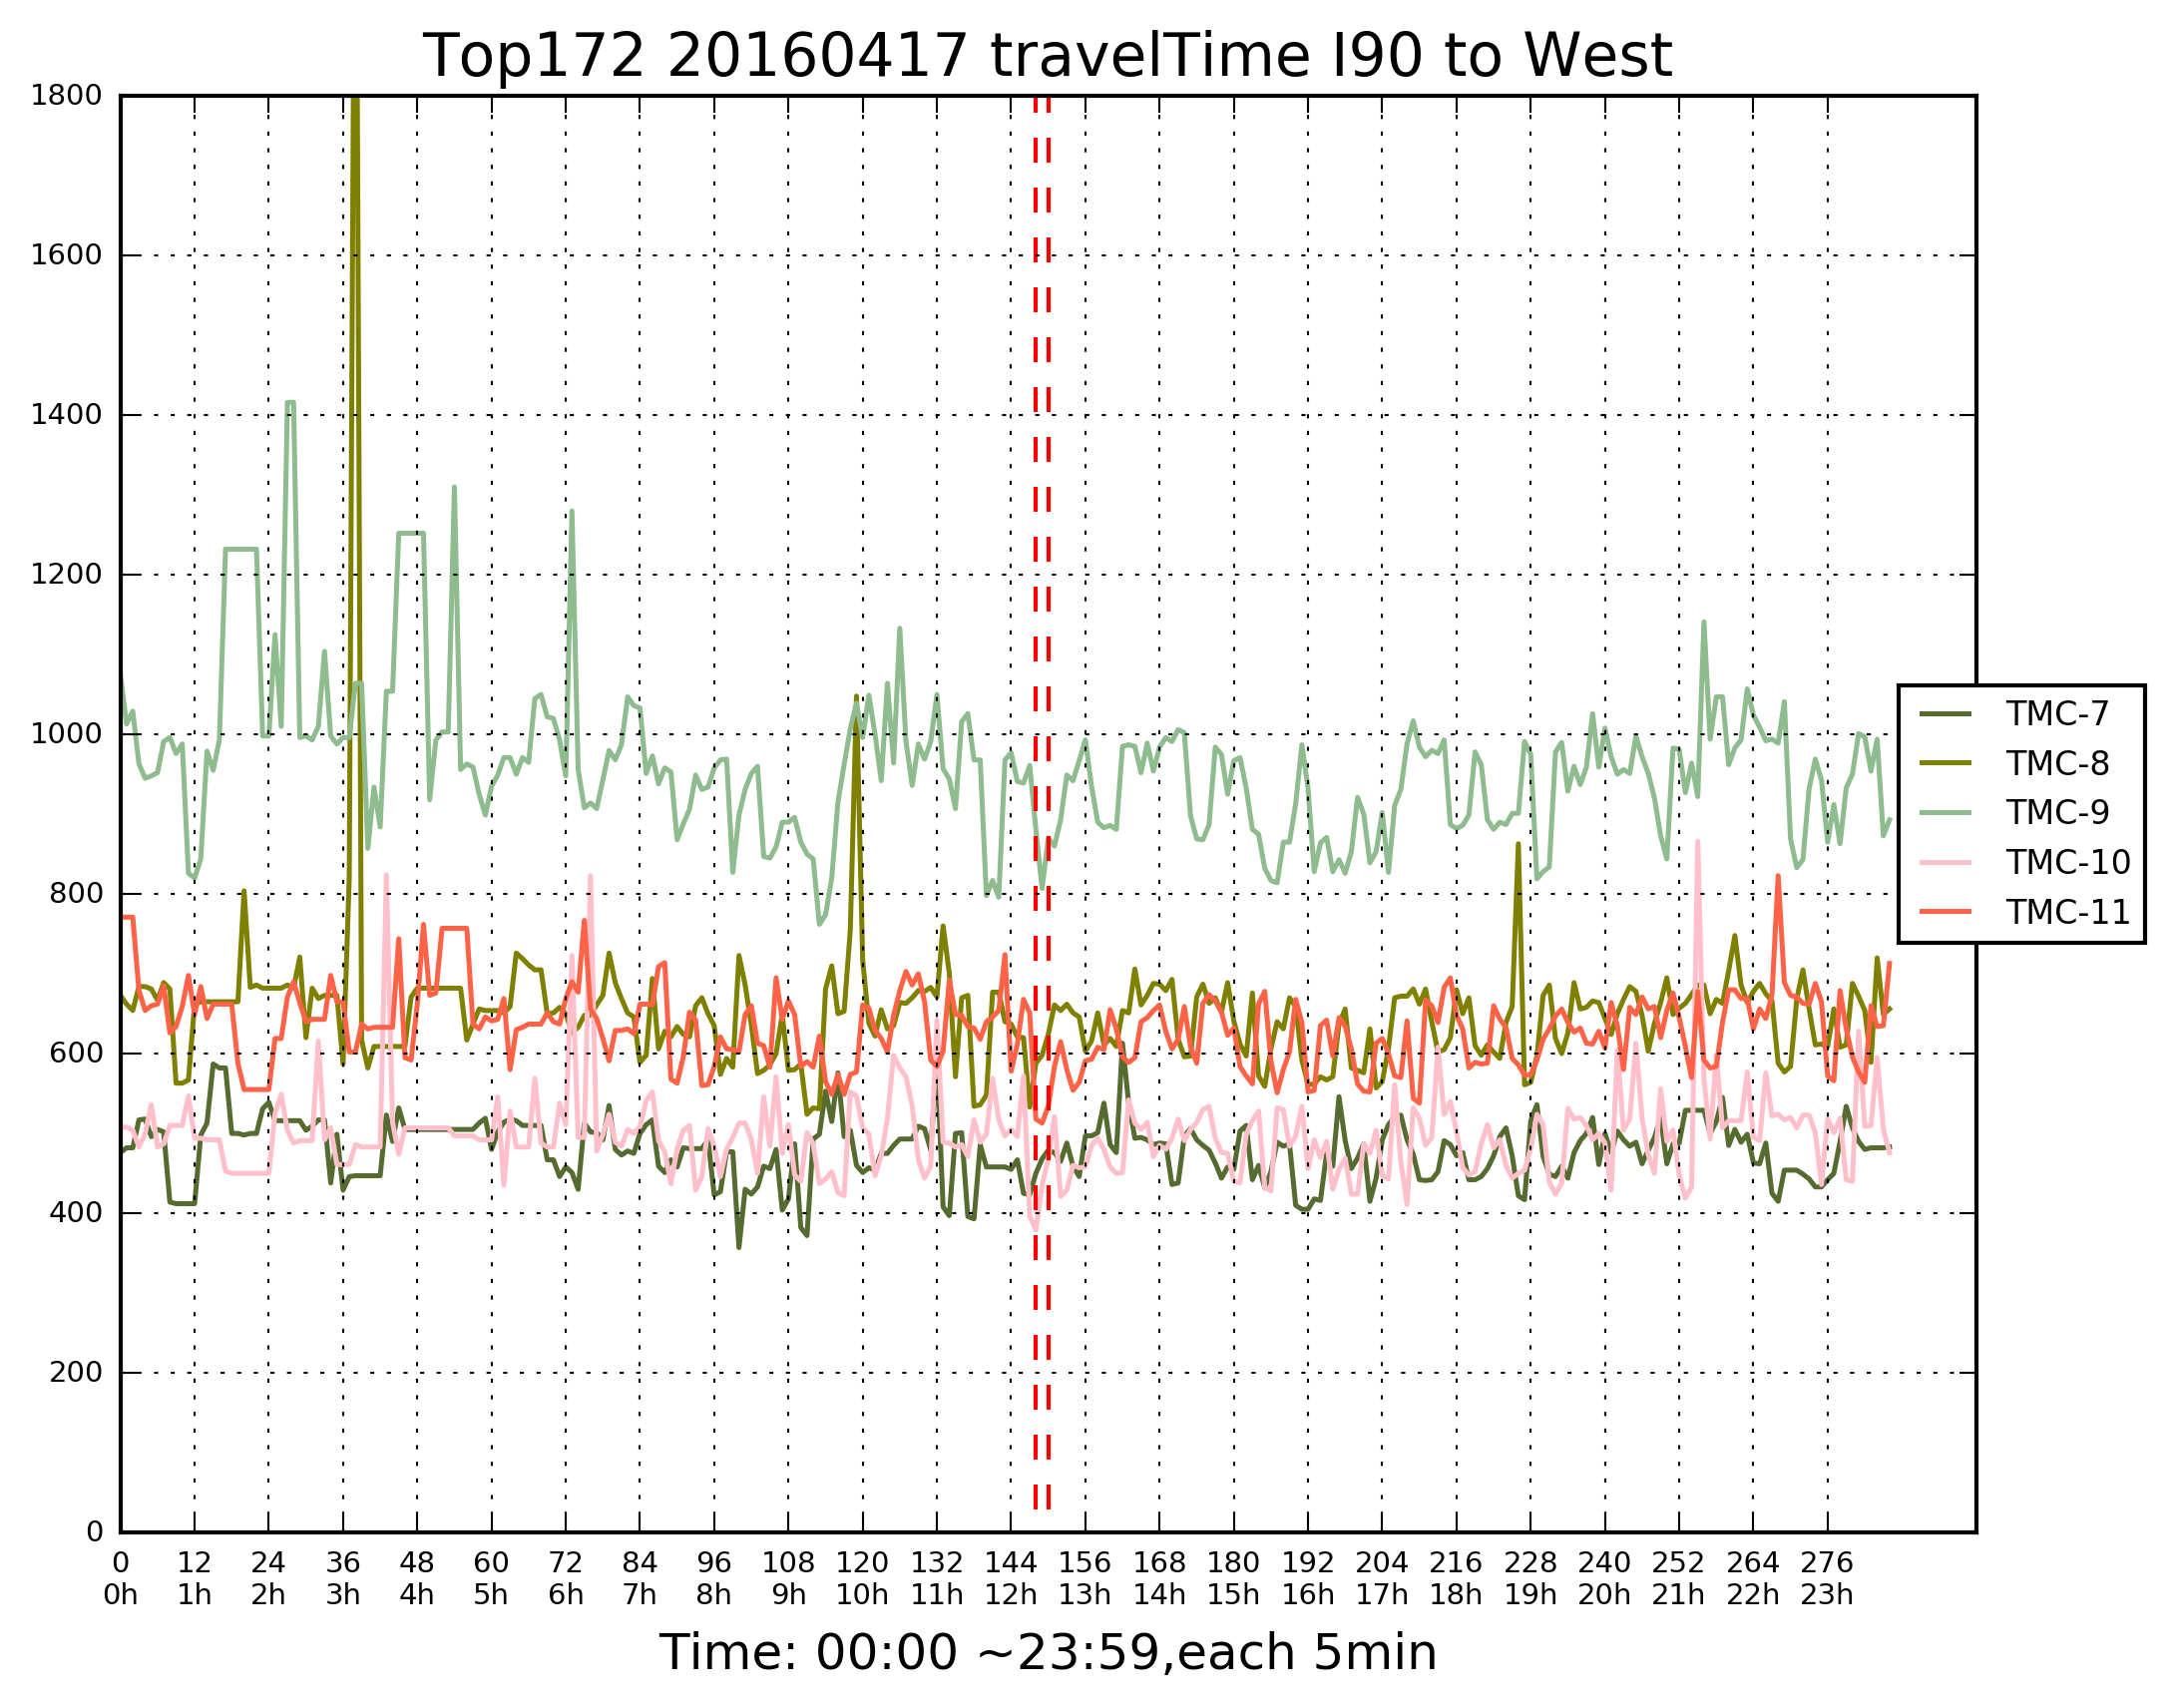 Top172 20160417 travelTime I90 to West
1800
1600
1400
1200
1000
800
600
400
200
0
TMC-7
TMC-8
TMC-9
TMC-10
TMC-11
0 12 24 36 48 60 72 84 96 108 120 132 144 156 168 180 192 204 216 228 240 252 264 276
0h 1h 2h 3h 4h 5h 6h 7h 8h 9h 10h 11h 12h 13h 14h 15h 16h 17h 18h 19h 20h 21h 22h 23h
Time: 00:00 ~23:59,each 5min